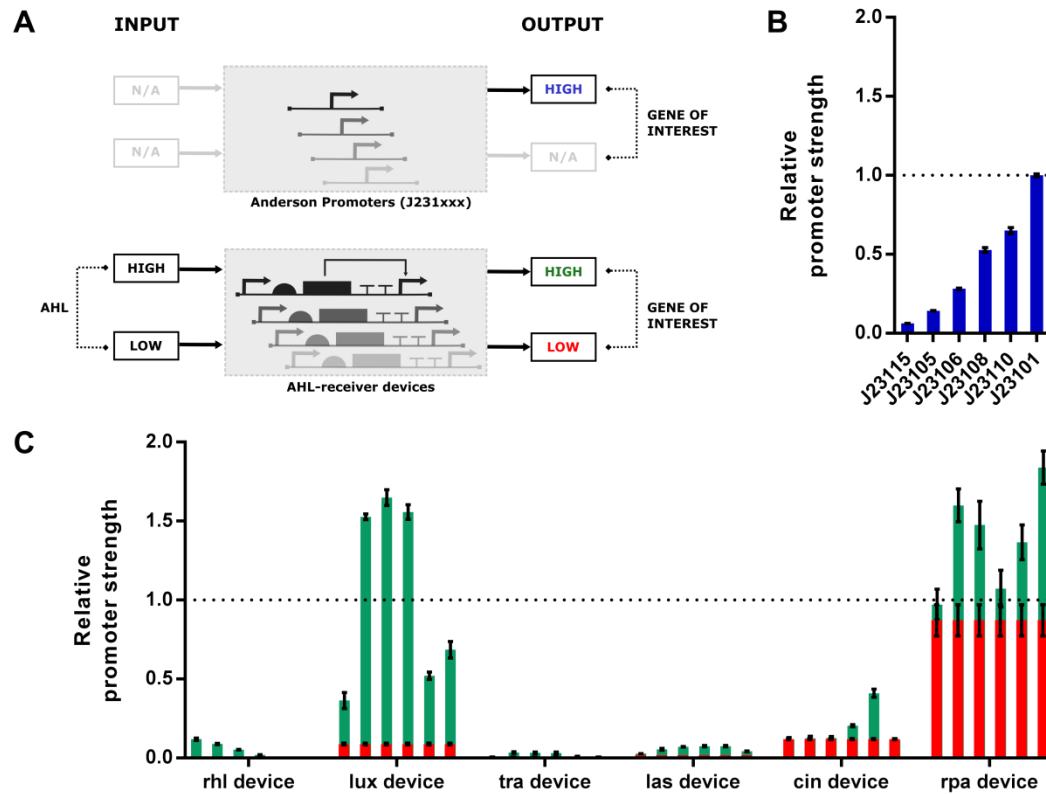 A
INPUT
OUTPUT
N/A
HIGH
GENE OF
INTEREST
N/A
N/A
Anderson Promoters (J231xxx)
AHL
HIGH
HIGH
GENE OF
INTEREST
LOW
LOW
AHL-receiver devices
B
Relative
promoter strength
2.0
1.5
1.0
0.5
0.0
J23115
J23105
J23106
J23108
J23110
J23101
C
Relative
promoter strength
2.0
1.5
1.0
0.5
0.0
rhl device
lux device
tra device
las device
cin device
rpa device